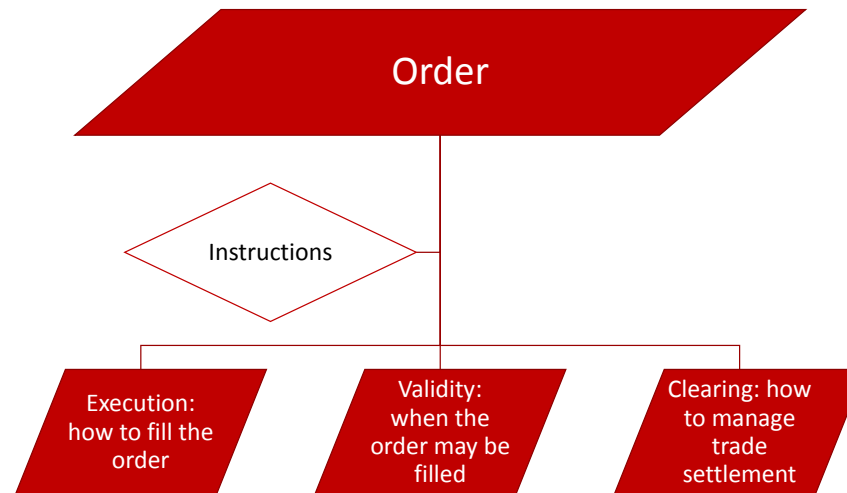 Order
Instructions
Execution:
how to fill the
order
Validity:
when the
order may be
filled
Clearing: how
to manage
trade
settlement